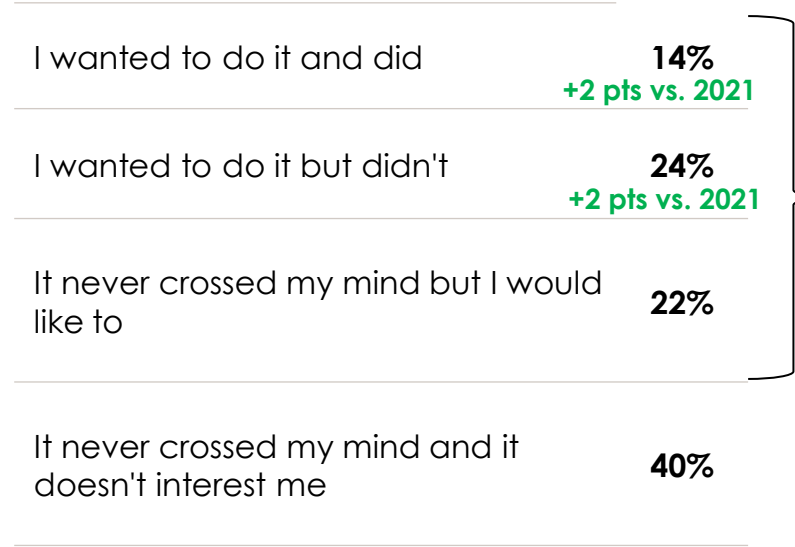 I wanted to do it and did
14%
+2 pts vs. 2021
I wanted to do it but didn't
24%
+2 pts vs. 2021
It never crossed my mind but I would
like to
22%
It never crossed my mind and it
doesn't interest me
40%